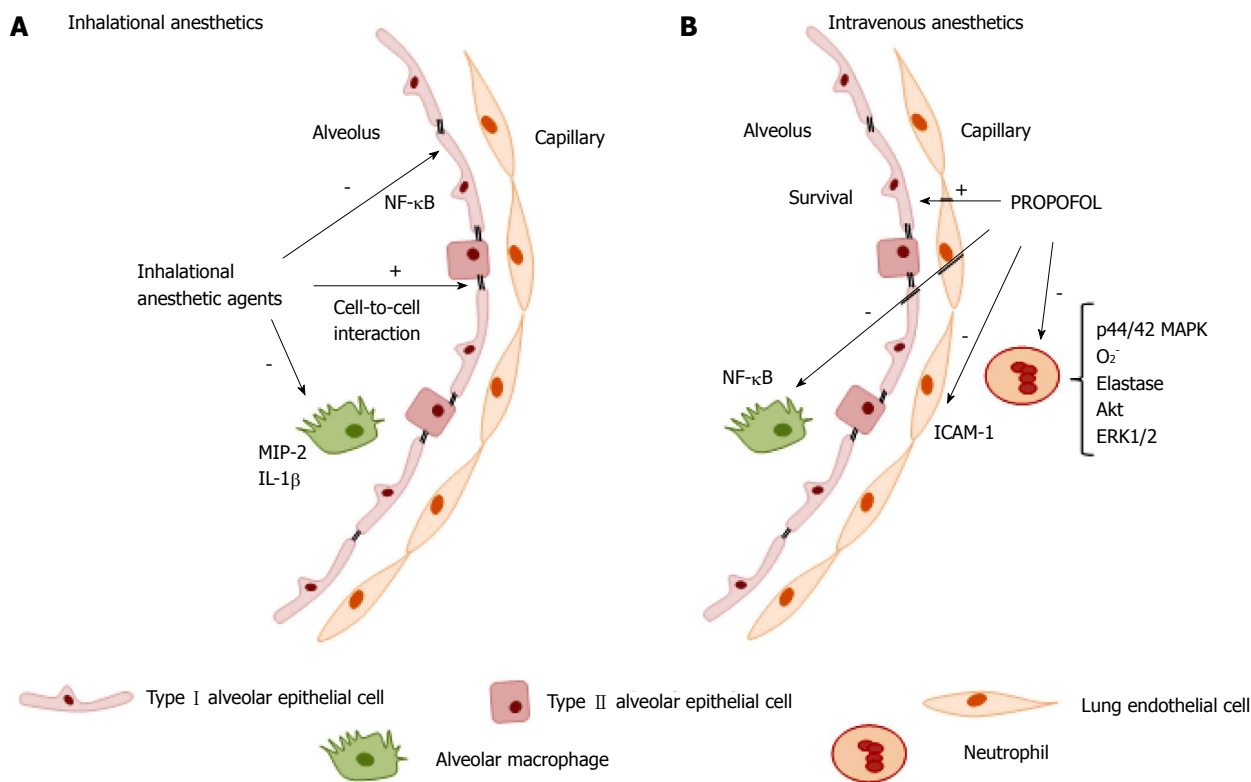 A
Inhalational anesthetics
Alveolus
Capillary
-
NF-κB
Inhalational
anesthetic agents
+
Cell-to-cell
interaction
-
MIP-2
IL-1β
B
Intravenous anesthetics
Alveolus
Capillary
Survival
+
PROPOFOL
-
-
-
NF-κB
ICAM-1
p44/42 MAPK
O₂⁻
Elastase
Akt
ERK1/2
Type Ⅰ alveolar epithelial cell
Type Ⅱ alveolar epithelial cell
Lung endothelial cell
Alveolar macrophage
Neutrophil